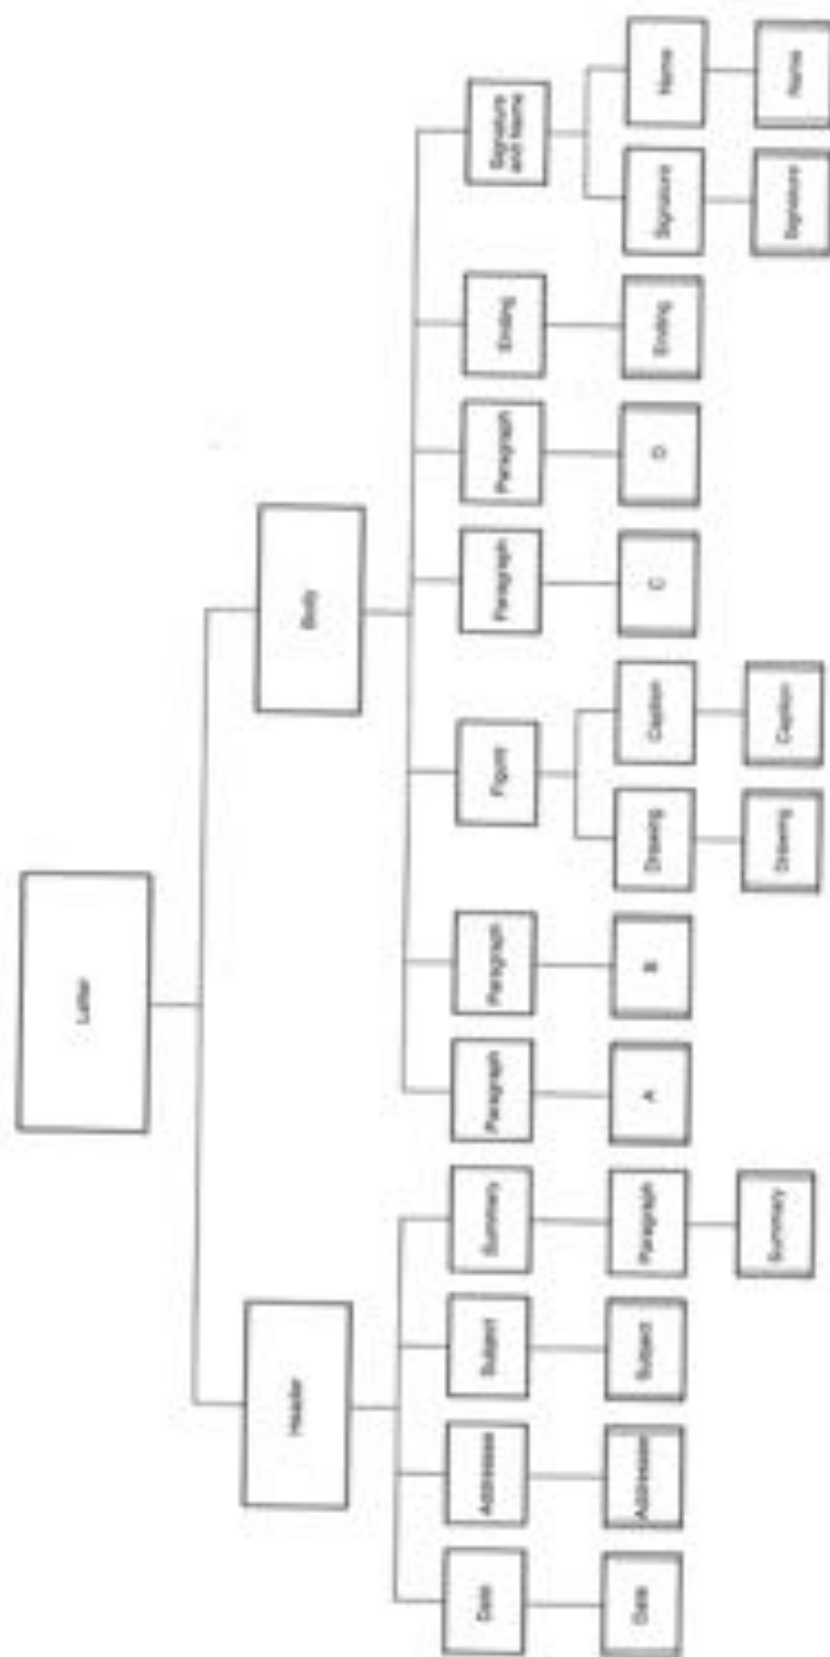 Letter
Header
Body
Date
Addressee
Subject
Summary
Paragraph
Paragraph
Figure
Paragraph
Paragraph
Ending
Signature
and Name
Date
Addressee
Subject
Paragraph
A
B
Drawing
Caption
C
D
Ending
Signature
Name
Summary
Drawing
Caption
Signature
Name